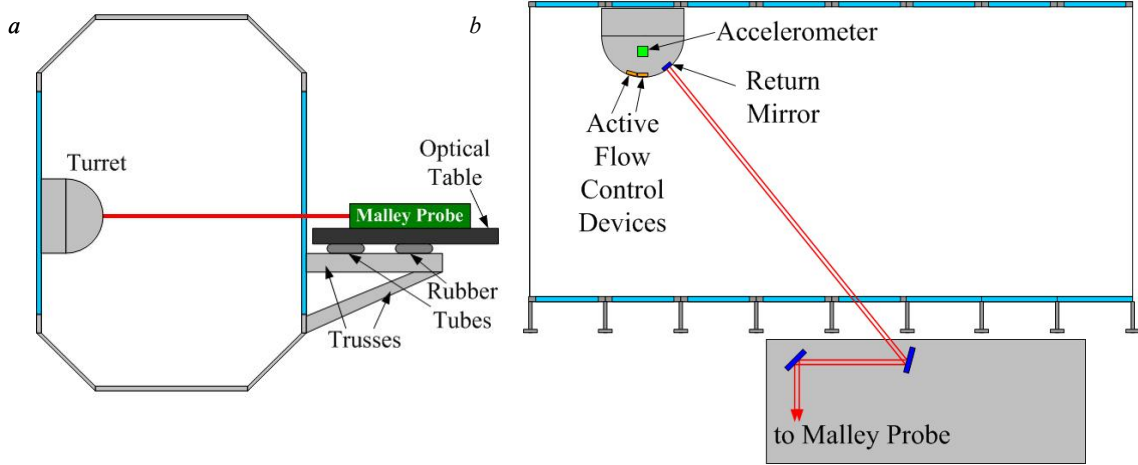 a
Turret
Optical
Table
Malley Probe
Rubber
Tubes
Trusses
b
Accelerometer
Return
Mirror
Active
Flow
Control
Devices
to Malley Probe